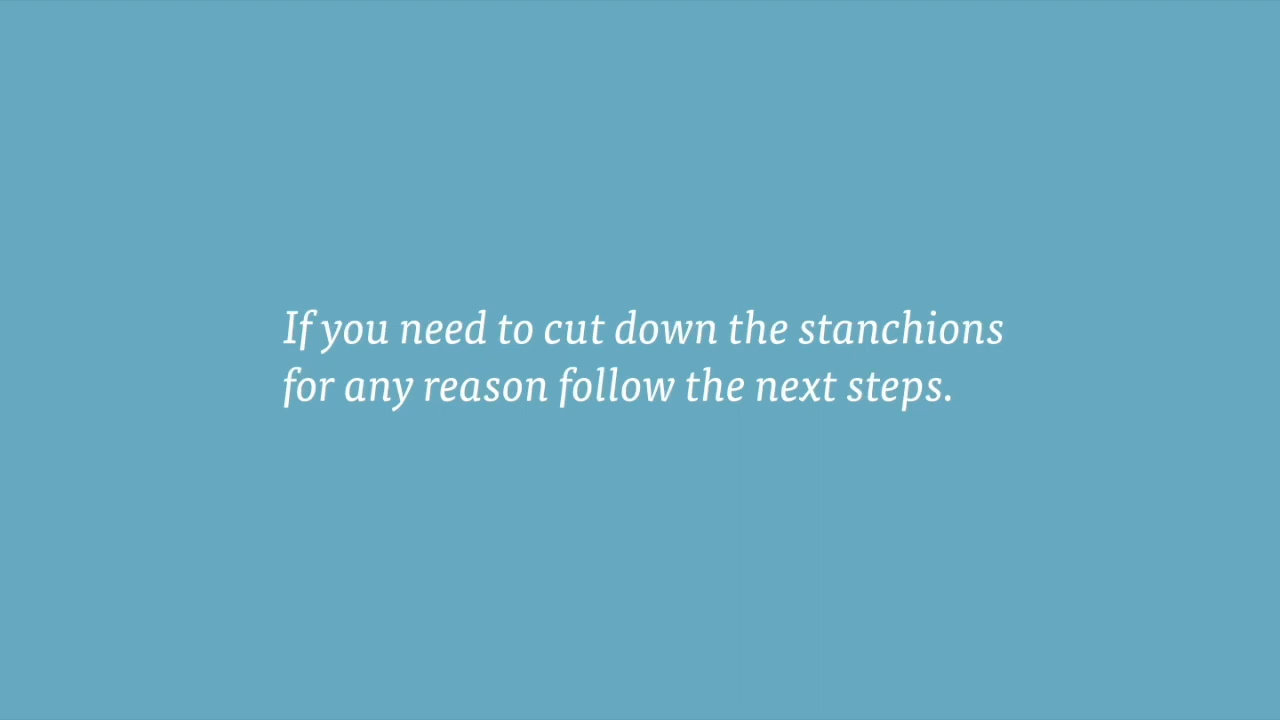 If you need to cut down the stanchions
for any reason follow the next steps.